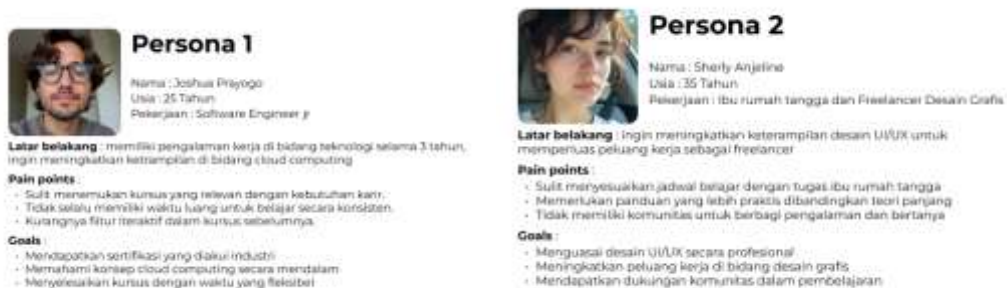 Persona 1
Nama : Joshua Prayogo
Usia : 25 Tahun
Pekerjaan : Software Engineer jr
Latar belakang : memiliki pengalaman kerja di bidang teknologi selama 3 tahun,
ingin meningkatkan ketrampilan di bidang cloud computing
Pain points :
- Sulit menemukan kursus yang relevan dengan kebutuhan karir.
- Tidak selalu memiliki waktu luang untuk belajar secara konsisten.
- Kurangnya fitur iteraktif dalam kursus sebelumnya.
Goals :
- Mendapatkan sertifikasi yang diakui industri
- Memahami konsep cloud computing secara mendalam
- Menyelesaikan kursus dengan waktu yang fleksibel
Persona 2
Nama : Sherly Anjeline
Usia : 35 Tahun
Pekerjaan : Ibu rumah tangga dan Freelancer Desain Grafis
Latar belakang : Ingin meningkatkan keterampilan desain UI/UX untuk
memperluas peluang kerja sebagai freelancer
Pain points :
- Sulit menyesuaikan jadwal belajar dengan tugas ibu rumah tangga
- Memerlukan panduan yang lebih praktis dibandingkan teori panjang
- Tidak memiliki komunitas untuk berbagi pengalaman dan bertanya
Goals :
- Menguasai desain UI/UX secara profesional
- Meningkatkan peluang kerja di bidang desain grafis
- Mendapatkan dukungan komunitas dalam pembelajaran